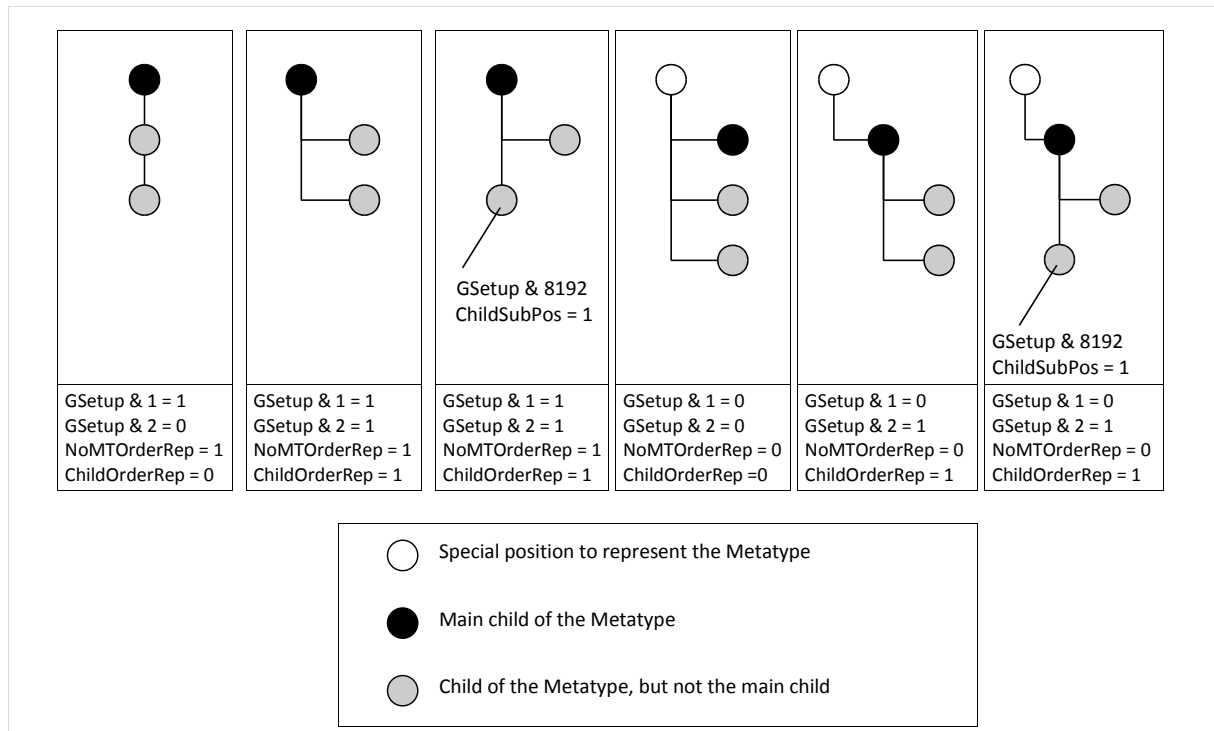 GSetup & 8192
ChildSubPos = 1
GSetup & 8192
ChildSubPos = 1
GSetup & 1 = 1
GSetup & 2 = 0
NoMTOrderRep = 1
ChildOrderRep = 0
GSetup & 1 = 1
GSetup & 2 = 1
NoMTOrderRep = 1
ChildOrderRep = 1
GSetup & 1 = 1
GSetup & 2 = 1
NoMTOrderRep = 1
ChildOrderRep = 1
GSetup & 1 = 0
GSetup & 2 = 0
NoMTOrderRep = 0
ChildOrderRep =0
GSetup & 1 = 0
GSetup & 2 = 1
NoMTOrderRep = 0
ChildOrderRep = 1
GSetup & 1 = 0
GSetup & 2 = 1
NoMTOrderRep = 0
ChildOrderRep = 1
Special position to represent the Metatype
Main child of the Metatype
Child of the Metatype, but not the main child